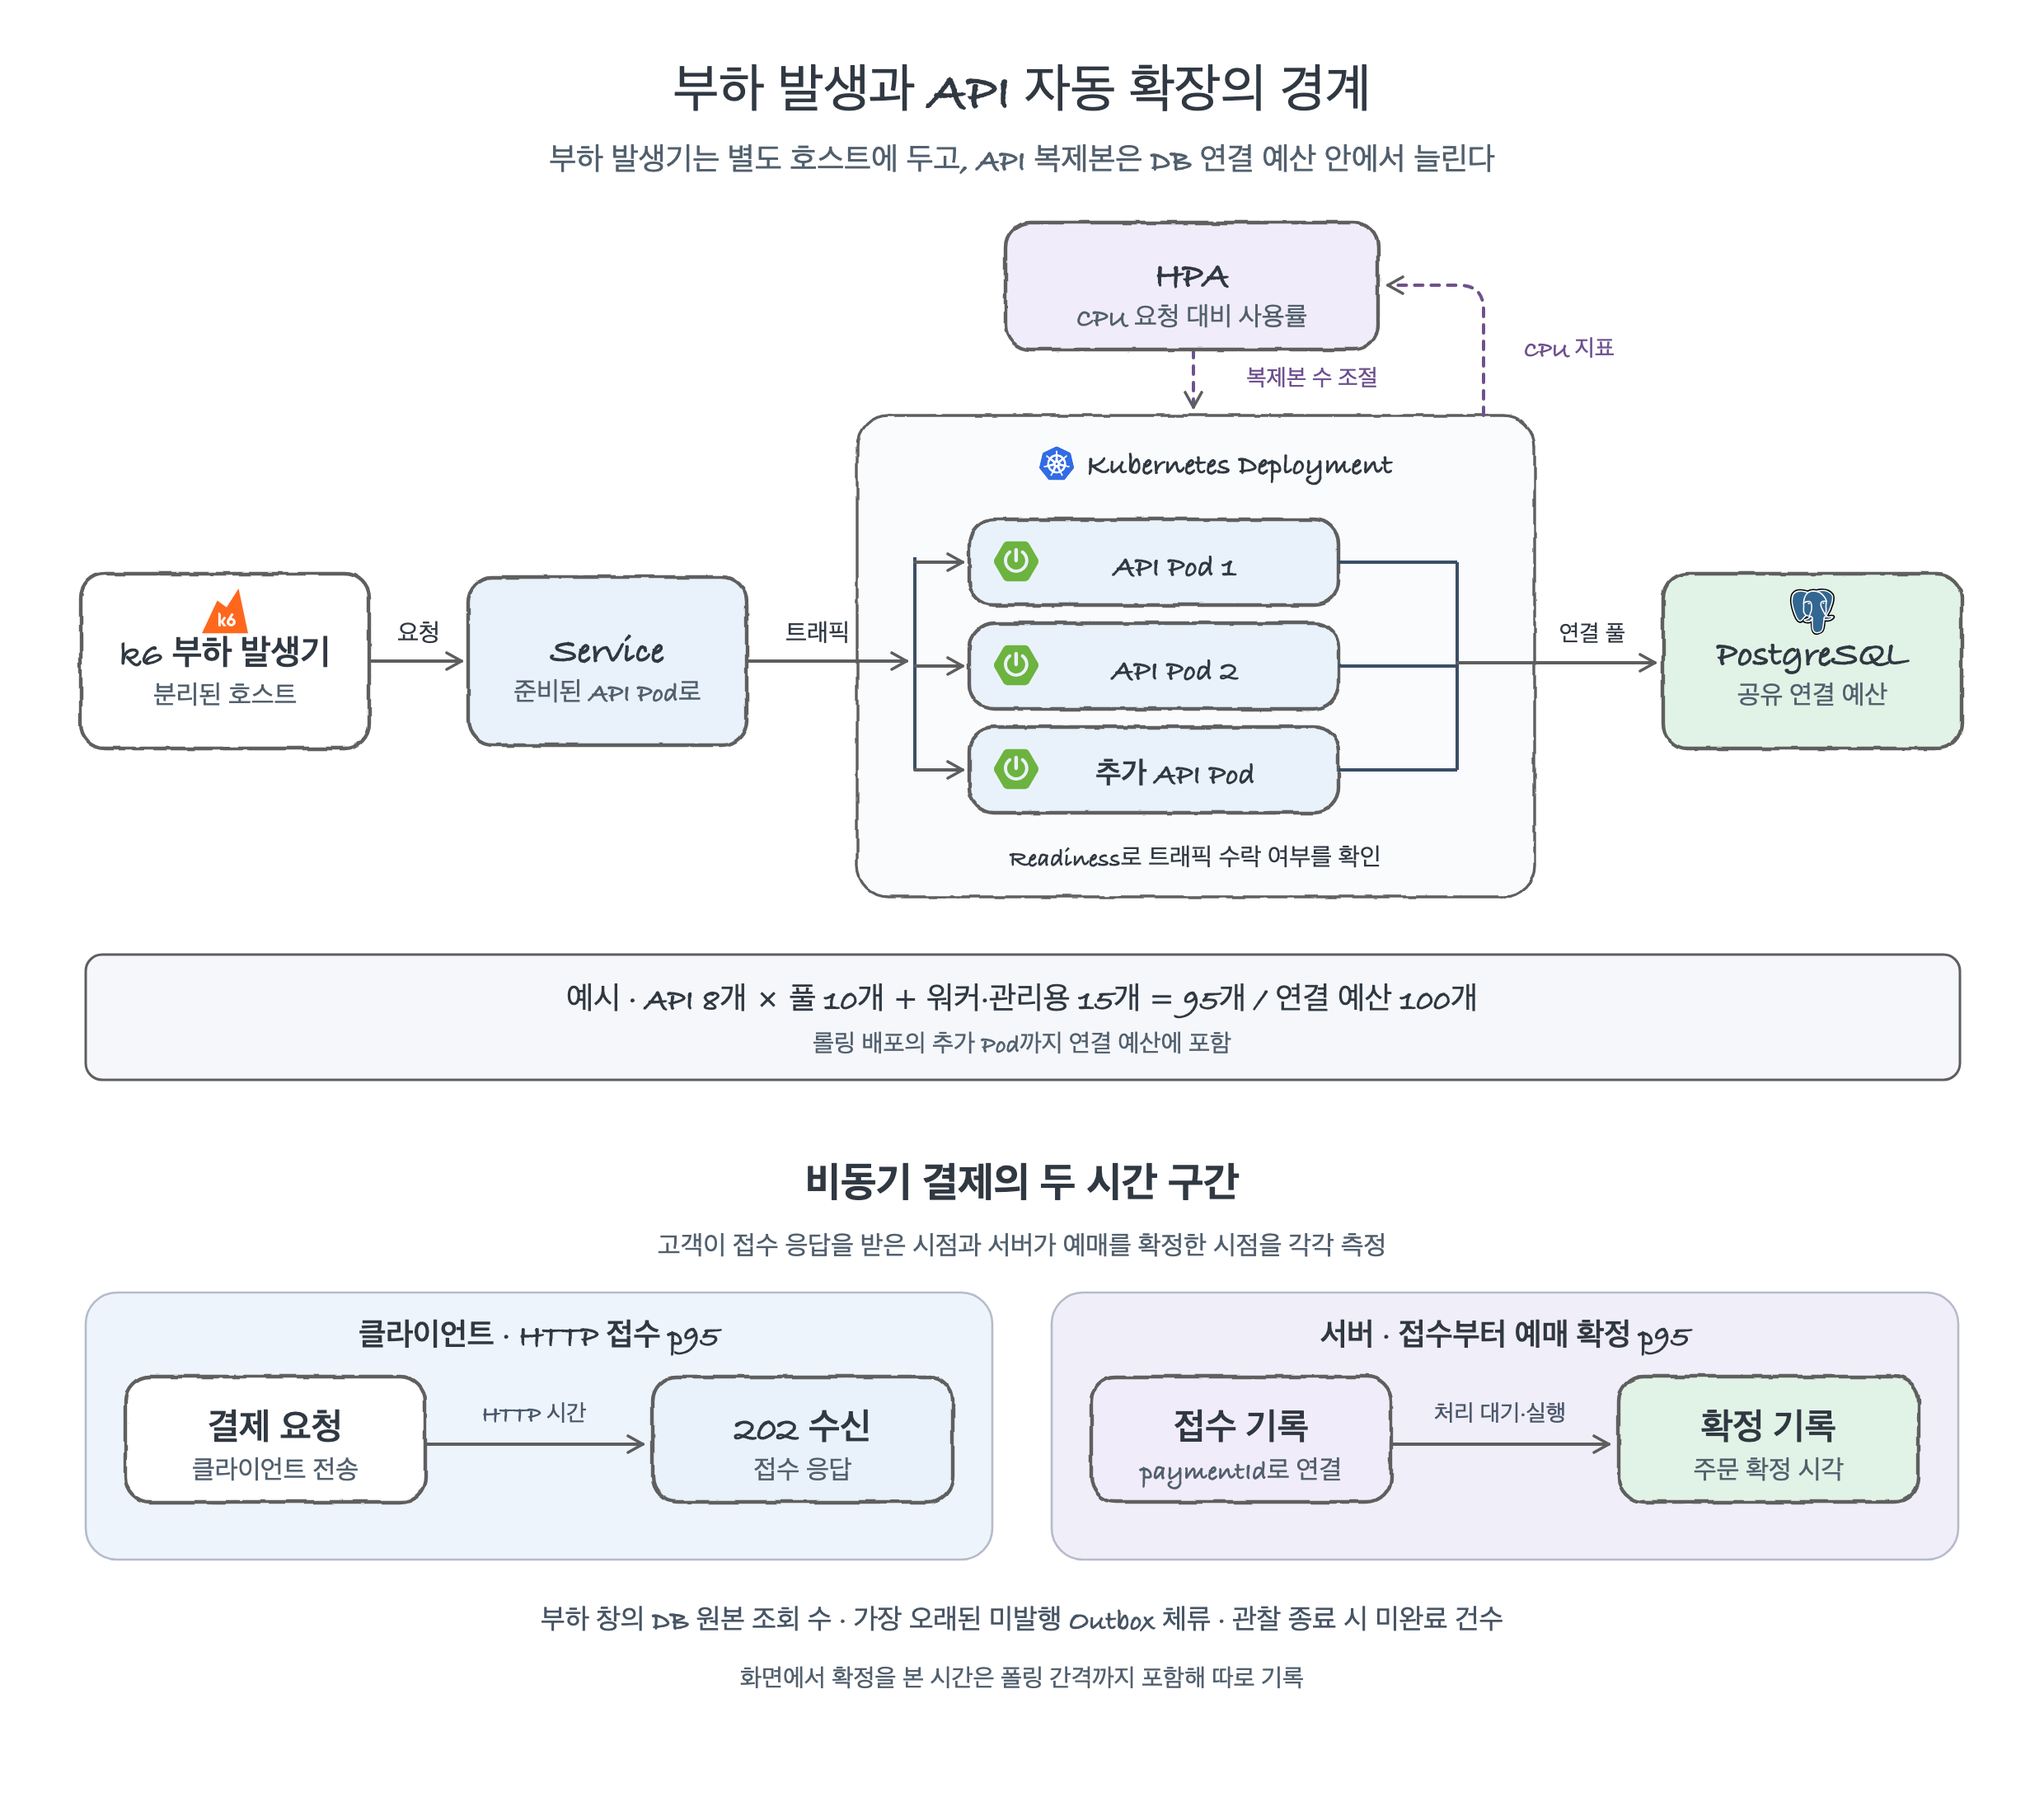 부하 발생과 API 자동 확장의 경계
부하 발생기는 별도 호스트에 두고, API 복제본은 DB 연결 예산 안에서 늘린다
HPA
CPU 요청 대비 사용률
CPU 지표
복제본 수 조절
Kubernetes Deployment
k6
k6 부하 발생기
분리된 호스트
요청
Service
준비된 API Pod로
트래픽
API Pod 1
API Pod 2
추가 API Pod
Readiness로 트래픽 수락 여부를 확인
연결 풀
PostgreSQL
공유 연결 예산
예시 · API 8개 × 풀 10개 + 워커·관리용 15개 = 95개 / 연결 예산 100개
롤링 배포의 추가 Pod까지 연결 예산에 포함
비동기 결제의 두 시간 구간
고객이 접수 응답을 받은 시점과 서버가 예매를 확정한 시점을 각각 측정
클라이언트 · HTTP 접수 p95
결제 요청
클라이언트 전송
HTTP 시간
202 수신
접수 응답
서버 · 접수부터 예매 확정 p95
접수 기록
paymentId로 연결
처리 대기·실행
확정 기록
주문 확정 시각
부하 창의 DB 원본 조회 수 · 가장 오래된 미발행 Outbox 체류 · 관찰 종료 시 미완료 건수
화면에서 확정을 본 시간은 폴링 간격까지 포함해 따로 기록